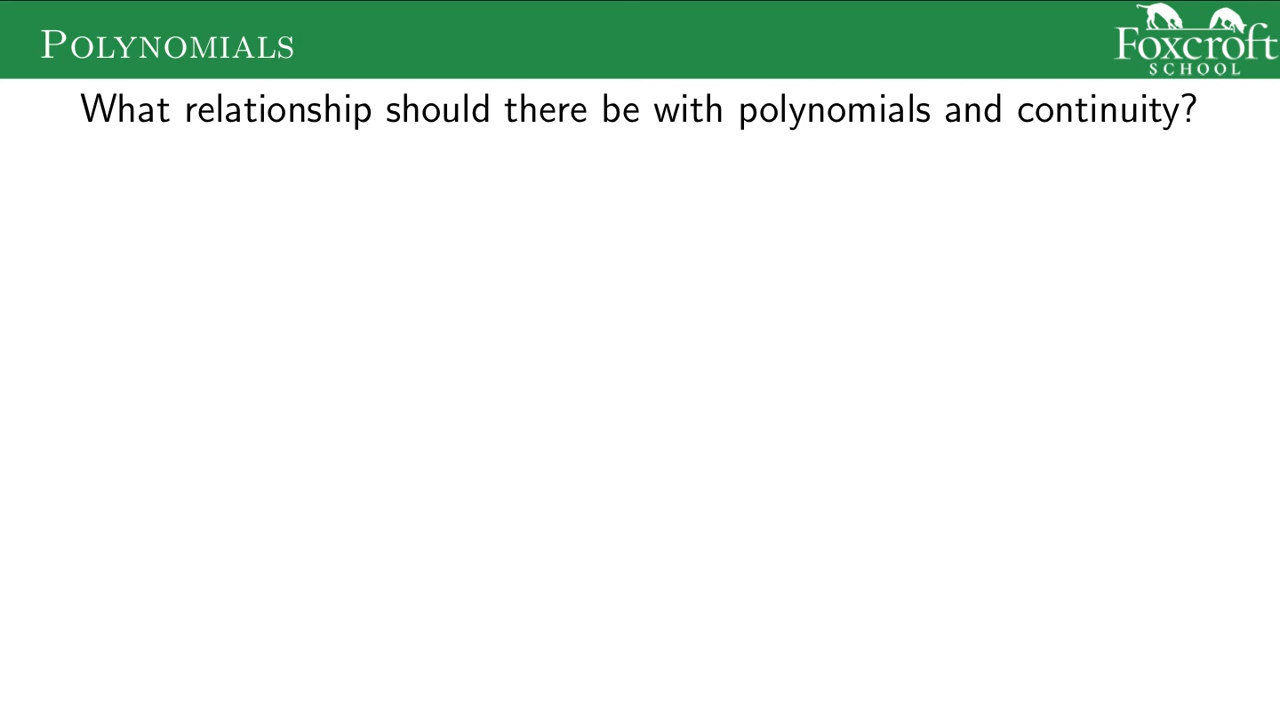 POLYNOMIALS
Foxcroft
SCHOOL
What relationship should there be with polynomials and continuity?